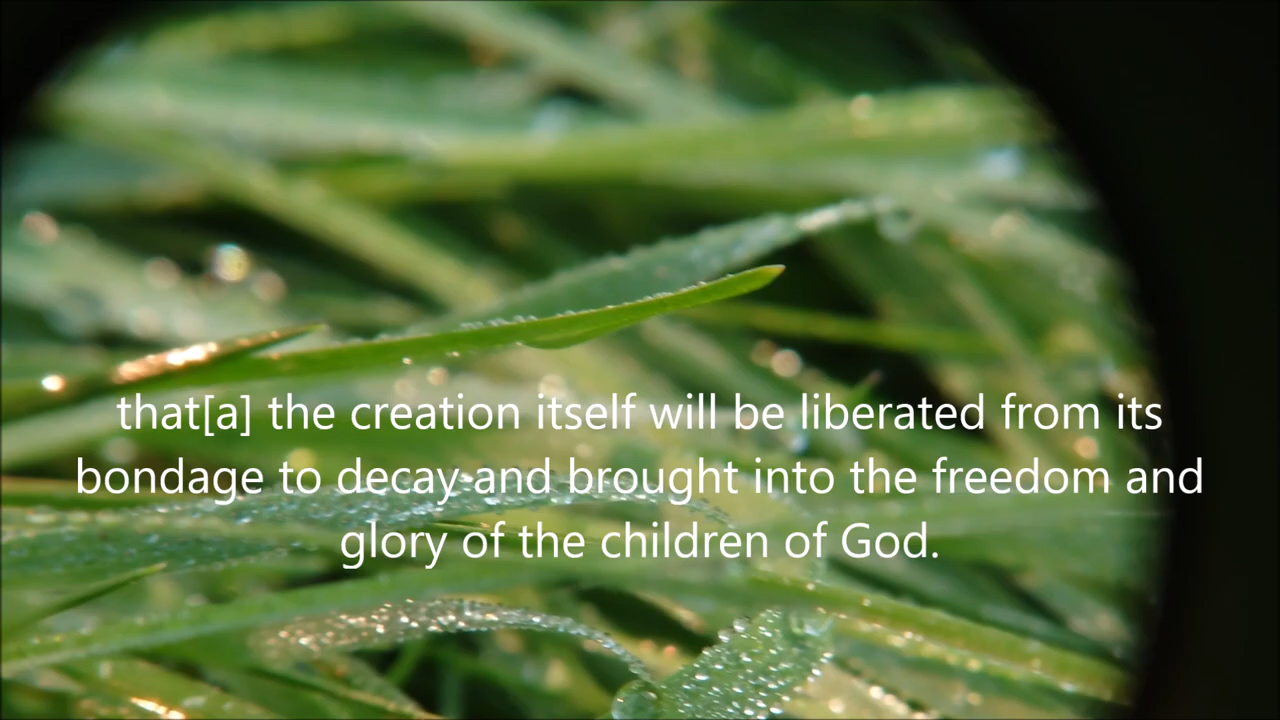 that[a] the creation itself will be liberated from its
bondage to decay and brought into the freedom and
glory of the children of God.